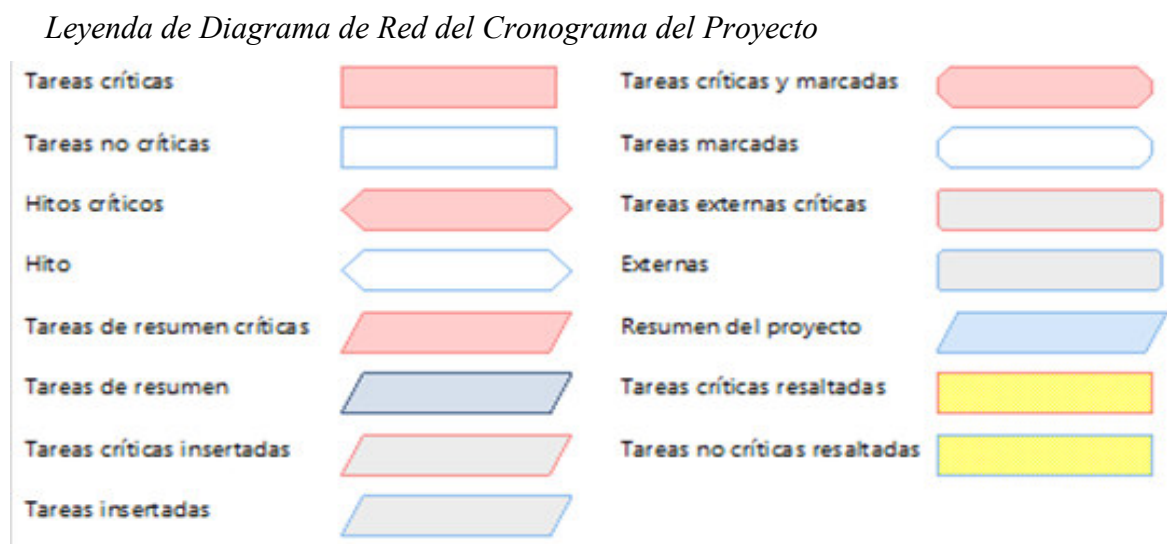 Leyenda de Diagrama de Red del Cronograma del Proyecto
Tareas críticas
Tareas no críticas
Hitos críticos
Hito
Tareas de resumen críticas
Tareas de resumen
Tareas críticas insertadas
Tareas insertadas
Tareas críticas y marcadas
Tareas marcadas
Tareas externas críticas
Externas
Resumen del proyecto
Tareas críticas resaltadas
Tareas no críticas resaltadas